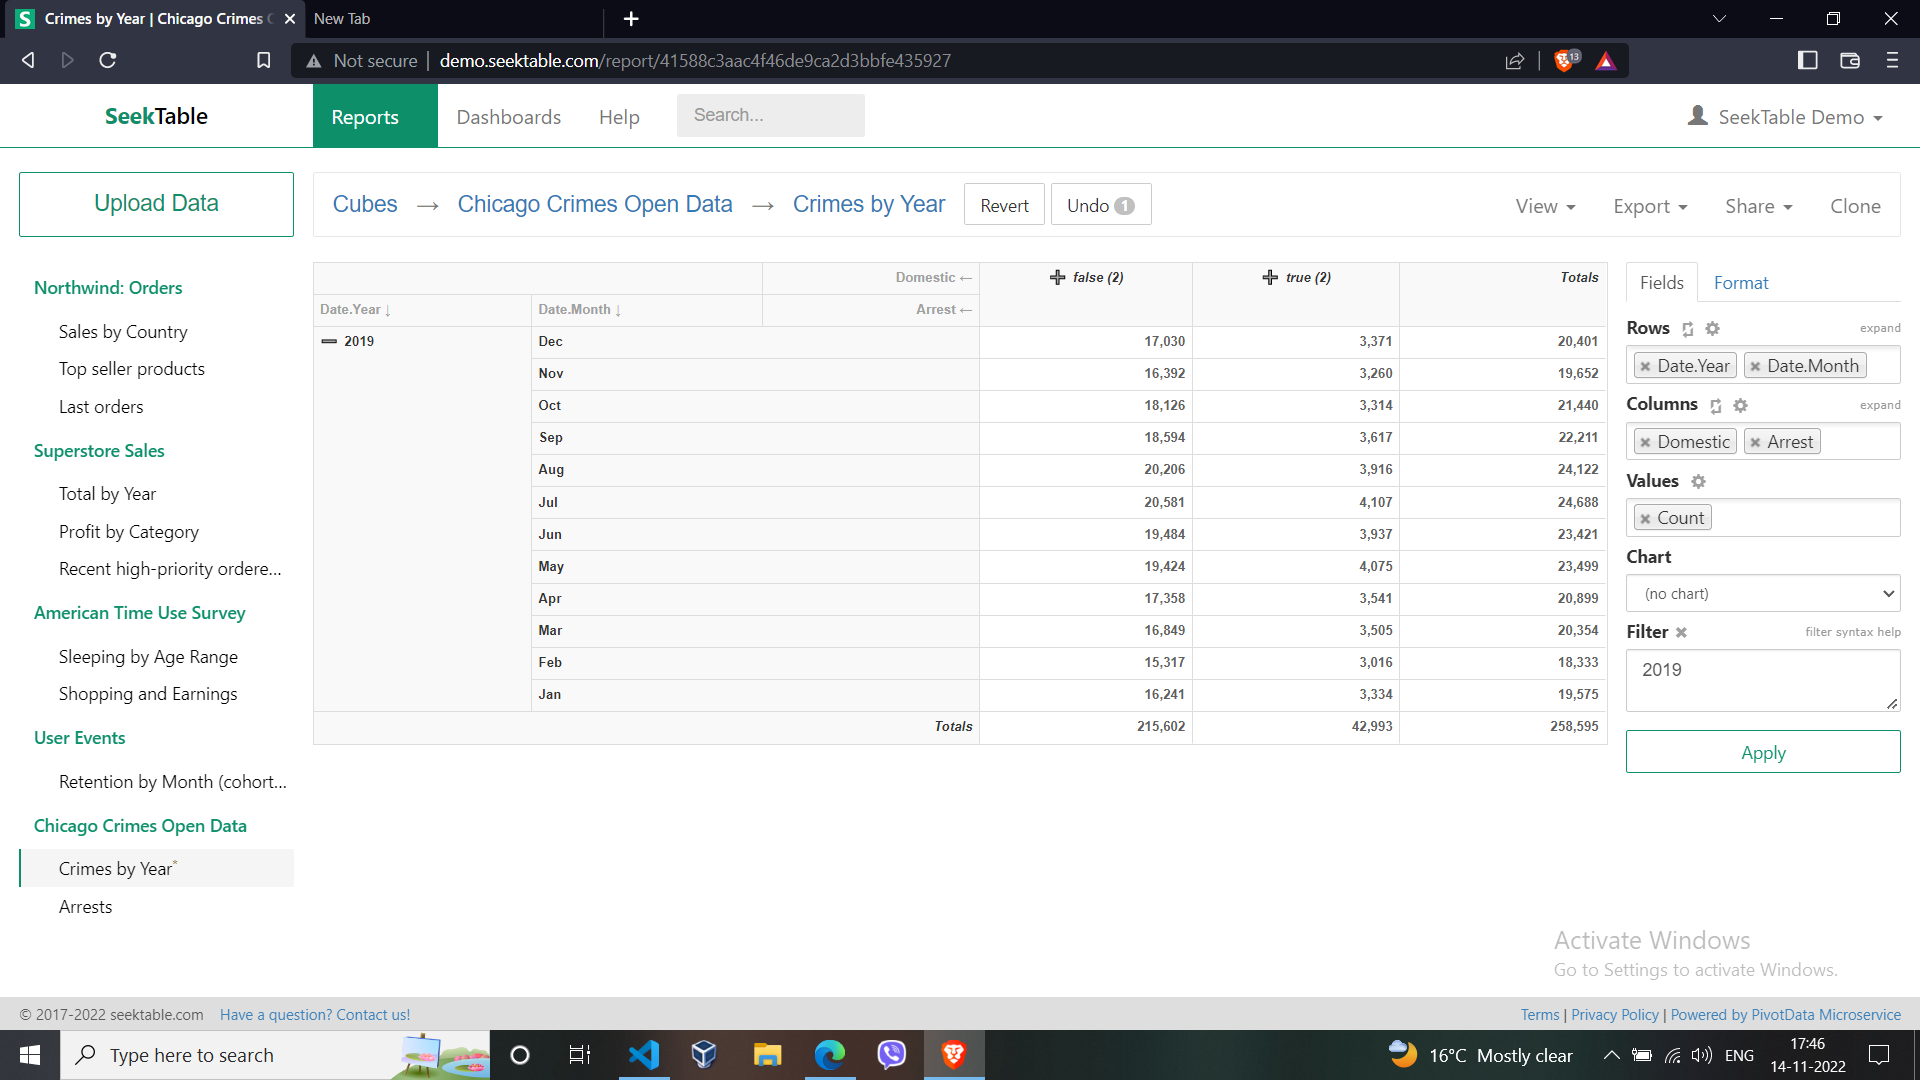 Crimes by Year | Chicago Crimes O
New Tab
Not secure | demo.seektable.com/report/41588c3aac4f46de9ca2d3bbfe435927
13
SeekTable
Reports
Dashboards
Help
Search...
SeekTable Demo
Upload Data
Cubes → Chicago Crimes Open Data → Crimes by Year
Revert
Undo 1
View
Export
Share
Clone
Northwind: Orders
Sales by Country
Top seller products
Last orders
Superstore Sales
Total by Year
Profit by Category
Recent high-priority ordere...
American Time Use Survey
Sleeping by Age Range
Shopping and Earnings
User Events
Retention by Month (cohort...
Chicago Crimes Open Data
Crimes by Year*
Arrests
Domestic ← false (2) true (2) Totals
Date.Year ↓ Date.Month ↓ Arrest ←
2019 Dec 17,030 3,371 20,401
Nov 16,392 3,260 19,652
Oct 18,126 3,314 21,440
Sep 18,594 3,617 22,211
Aug 20,206 3,916 24,122
Jul 20,581 4,107 24,688
Jun 19,484 3,937 23,421
May 19,424 4,075 23,499
Apr 17,358 3,541 20,899
Mar 16,849 3,505 20,354
Feb 15,317 3,016 18,333
Jan 16,241 3,334 19,575
Totals 215,602 42,993 258,595
Fields
Format
Rows expand
Date.Year Date.Month
Columns expand
Domestic Arrest
Values
Count
Chart
(no chart)
Filter filter syntax help
2019
Apply
Activate Windows
Go to Settings to activate Windows.
© 2017-2022 seektable.com Have a question? Contact us!
Terms | Privacy Policy | Powered by PivotData Microservice
Type here to search
16°C Mostly clear
ENG
17:46
14-11-2022